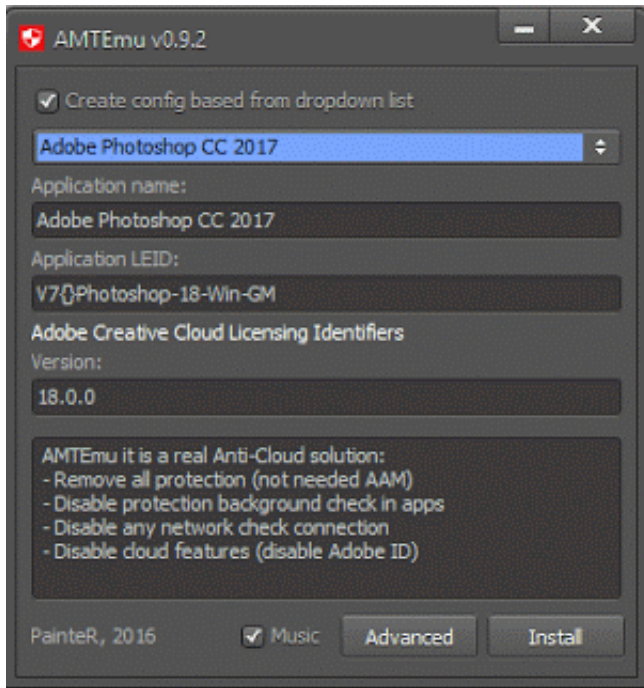 AMTEmu v0.9.2
Create config based from dropdown list
Adobe Photoshop CC 2017
Application name:
Adobe Photoshop CC 2017
Application LEID:
V7{}Photoshop-18-Win-GM
Adobe Creative Cloud Licensing Identifiers
Version:
18.0.0
AMTEmu it is a real Anti-Cloud solution:
- Remove all protection (not needed AAM)
- Disable protection background check in apps
- Disable any network check connection
- Disable cloud features (disable Adobe ID)
PainteR, 2016 Music Advanced Install